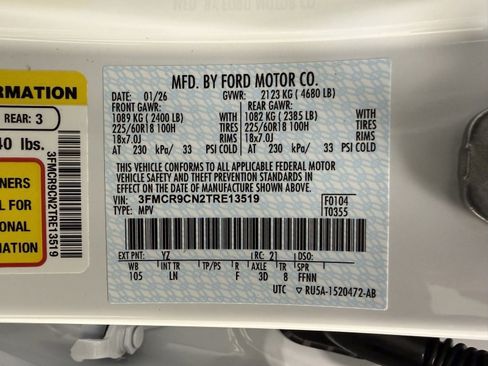 MFD. BY FORD MOTOR CO.
DATE: 01/26 GVWR: 2123 KG ( 4680 LB)
FRONT GAWR: REAR GAWR:
1089 KG ( 2400 LB) WITH 1082 KG ( 2385 LB) WITH
225/60R18 100H TIRES 225/60R18 100H TIRES
18x7.0J RIMS 18x7.0J RIMS
AT 230 kPa/ 33 PSI COLD AT 230 kPa/ 33 PSI COLD
THIS VEHICLE CONFORMS TO ALL APPLICABLE FEDERAL MOTOR
VEHICLE SAFETY AND THEFT PREVENTION STANDARDS IN
EFFECT ON THE DATE OF MANUFACTURE SHOWN ABOVE.
VIN: 3FMCR9CN2TRE13519 F0104
TYPE: MPV T0355
EXT PNT: YZ RC: 21 DSO:
WB INT TR TP/PS R AXLE TR SPR
105 LN F 3D 8 FFNN
UTC RU5A-1520472-AB
RMATION
REAR: 3
40 lbs.
NERS
L FOR
ONAL
MATION
3FMCR9CN2TRE13519